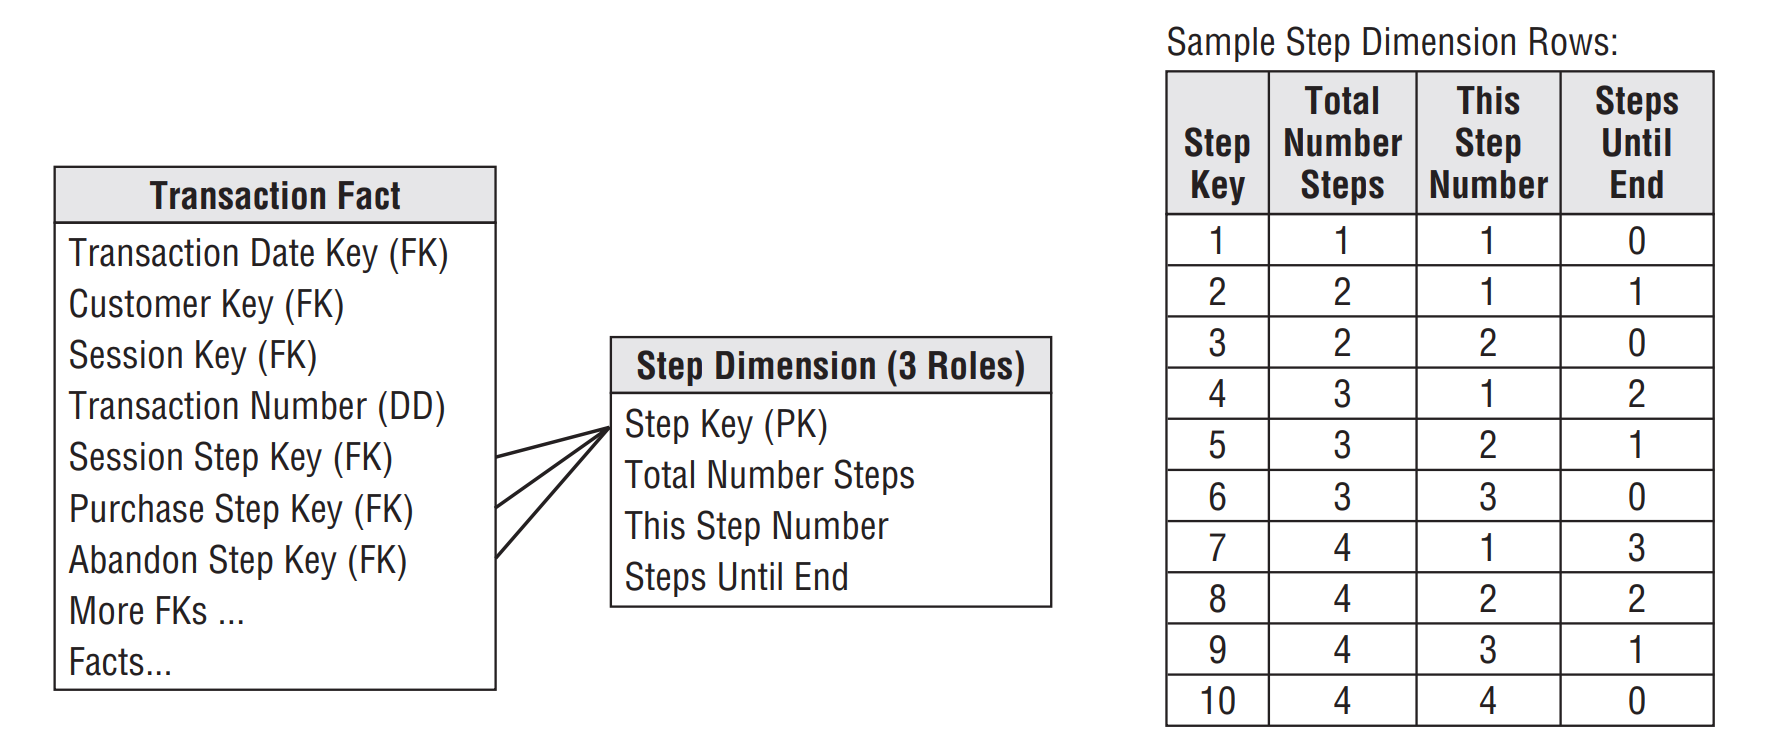 Transaction Fact
Transaction Date Key (FK)
Customer Key (FK)
Session Key (FK)
Transaction Number (DD)
Session Step Key (FK)
Purchase Step Key (FK)
Abandon Step Key (FK)
More FKs ...
Facts...
Step Dimension (3 Roles)
Step Key (PK)
Total Number Steps
This Step Number
Steps Until End
Sample Step Dimension Rows:
Step Key Total Number Steps This Step Number Steps Until End
1 1 1 0
2 2 1 1
3 2 2 0
4 3 1 2
5 3 2 1
6 3 3 0
7 4 1 3
8 4 2 2
9 4 3 1
10 4 4 0